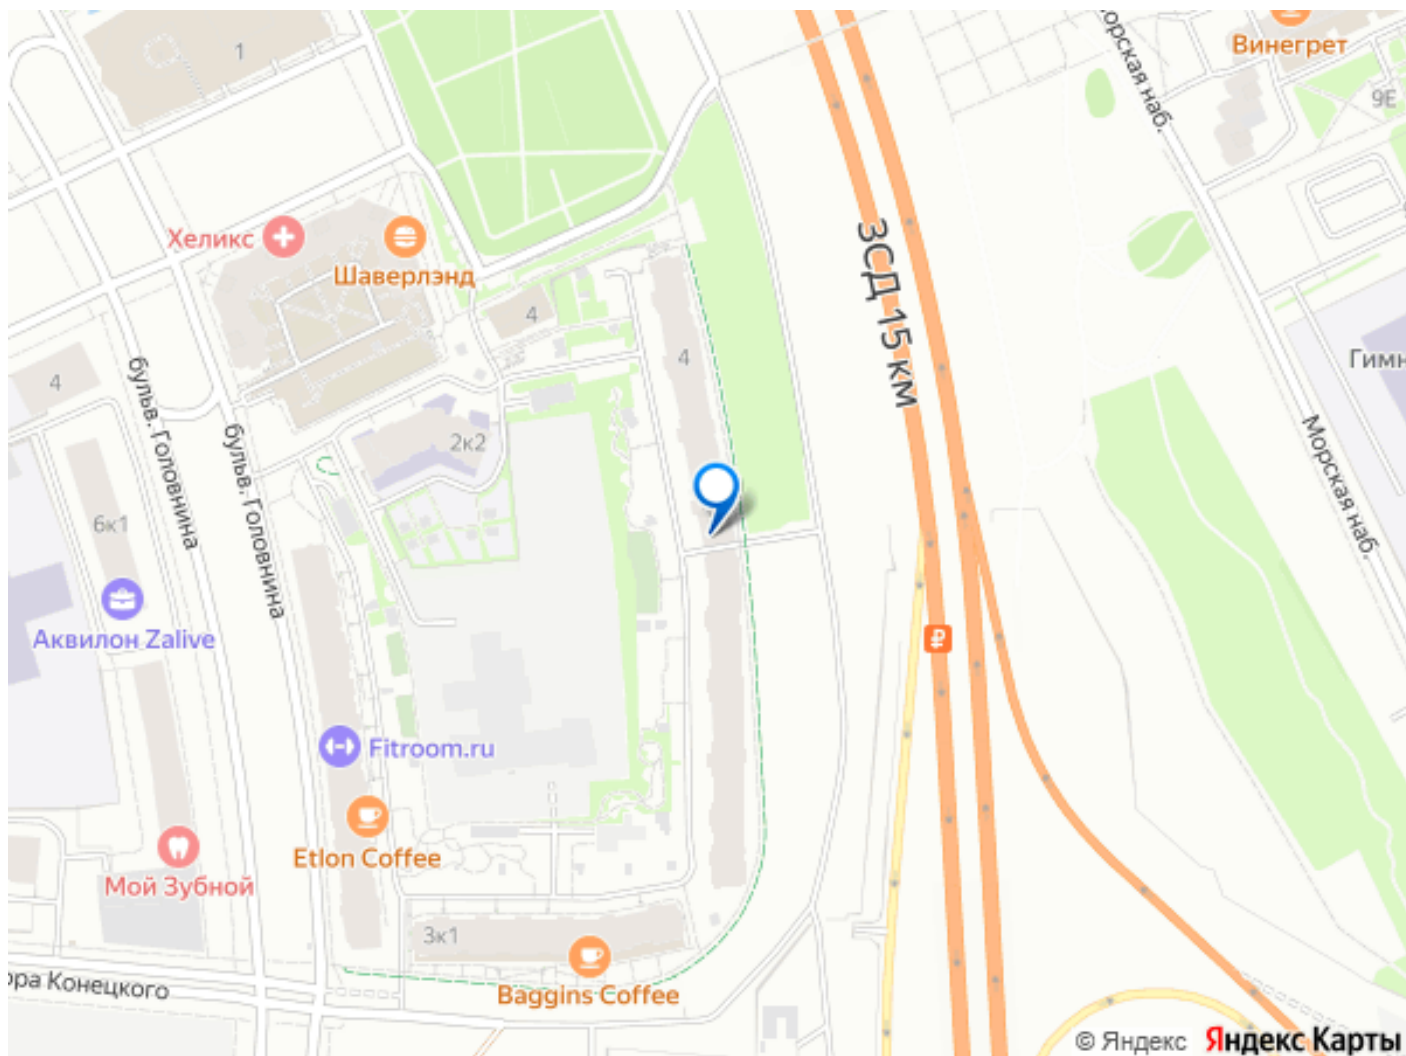 1
Винегрет
Морская наб.
9Е
Хеликс
Шаверлэнд
ЗСД 15 км
4
4
4
Гимн
бульв. Головнина
бульв. Головнина
2к2
6к1
Морская наб.
Аквилон Zalive
Fitroom.ru
Etlon Coffee
Мой Зубной
3к1
ора Конецкого
Baggins Coffee
© Яндекс Яндекс Карты